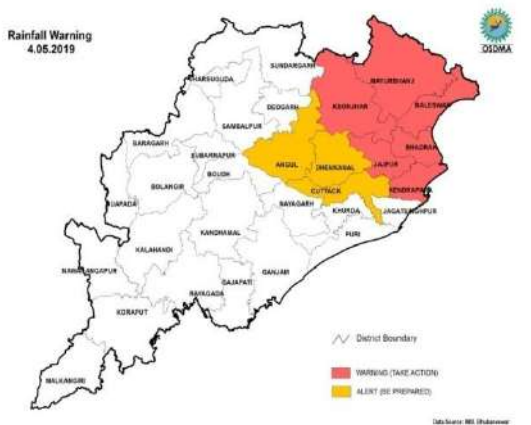 Rainfall Warning
4.05.2019
OSDMA
SUNDARGARH
JHARSUGUDA
MAYURBHANJ
DEOGARH
KEONJHAR
BALESWAR
SAMBALPUR
BARAGARH
BHADRAK
SUBARNAPUR
ANGUL
DHENKANAL
JAJPUR
BOUDH
KENDRAPARA
BOLANGIR
CUTTACK
NUAPADA
NAYAGARH
KHURDA
JAGATSINGHPUR
KANDHAMAL
PURI
KALAHANDI
NAWARANGAPUR
GANJAM
GAJAPATI
RAYAGADA
KORAPUT
District Boundary
MALKANGIRI
WARNING (TAKE ACTION)
ALERT (BE PREPARED)
Data Source: IMD, Bhubaneswar